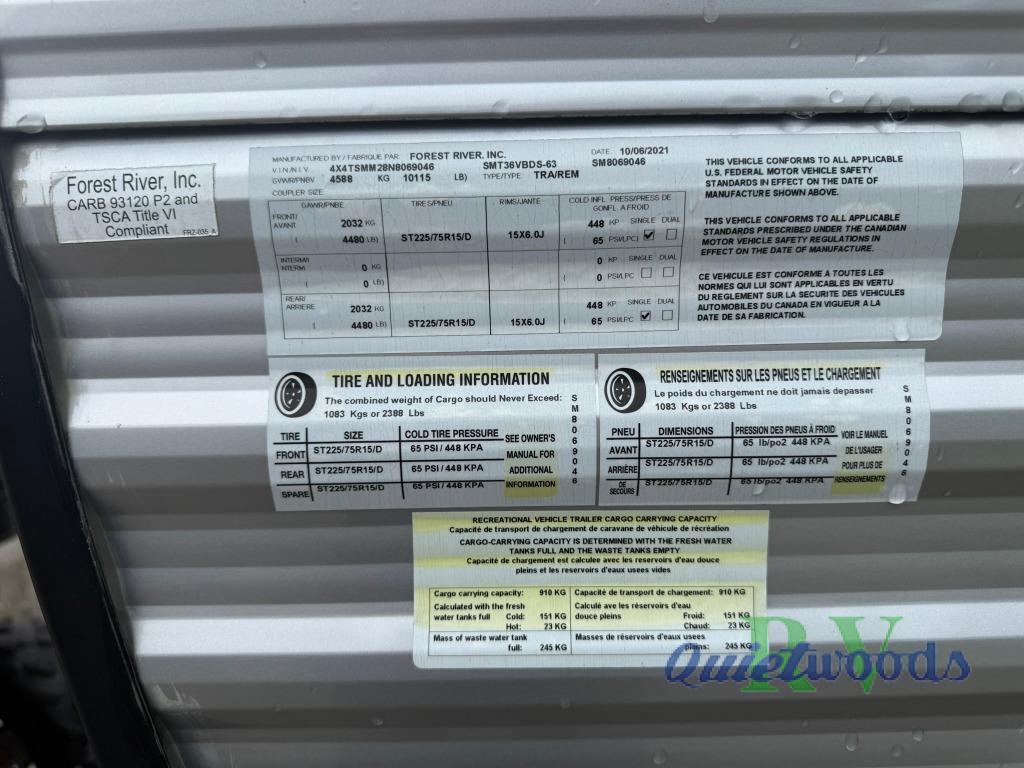 Forest River, Inc.
CARB 93120 P2 and
TSCA Title VI
Compliant
FR2-035 A
MANUFACTURED BY / FABRIQUE PAR: FOREST RIVER. INC. DATE: 10/06/2021
V.I.N./N.I.V. 4X4TSMM28N8069046 SMT36VBDS-63 SM8069046
GVWR/PNBV 4588 KG 10115 LB) TYPE/TYPE: TRA/REM
COUPLER SIZE
GAWR/PNBE TIRES/PNEU RIMS/JANTE COLD INFL. PRESS/PRESS DE GONFL. A FROID
FRONT/ AVANT 2032 KG 448 KP SINGLE DUAL
( 4480 LB) ST225/75R15/D 15X6.0J ( 65 PSI/LPC)
INTERM/ INTERM 0 KG 0 KP SINGLE DUAL
( 0 LB) ( 0 PSI/LPC
REAR/ ARRIERE 2032 KG 448 KP SINGLE DUAL
( 4480 LB) ST225/75R15/D 15X6.0J ( 65 PSI/LPC
THIS VEHICLE CONFORMS TO ALL APPLICABLE
U.S. FEDERAL MOTOR VEHICLE SAFETY
STANDARDS IN EFFECT ON THE DATE OF
MANUFACTURE SHOWN ABOVE.
THIS VEHICLE CONFORMS TO ALL APPLICABLE
STANDARDS PRESCRIBED UNDER THE CANADIAN
MOTOR VEHICLE SAFETY REGULATIONS IN
EFFECT ON THE DATE OF MANUFACTURE.
CE VEHICULE EST CONFORME A TOUTES LES
NORMES QUI LUI SONT APPLICABLES EN VERTU
DU REGLEMENT SUR LA SECURITE DES VEHICLES
AUTOMOBILES DU CANADA EN VIGUEUR A LA
DATE DE SA FABRICATION.
TIRE AND LOADING INFORMATION
The combined weight of Cargo should Never Exceed:
1083 Kgs or 2388 Lbs
TIRE SIZE COLD TIRE PRESSURE
FRONT ST225/75R15/D 65 PSI / 448 KPA
REAR ST225/75R15/D 65 PSI / 448 KPA
SPARE ST225/75R15/D 65 PSI / 448 KPA
SEE OWNER'S
MANUAL FOR
ADDITIONAL
INFORMATION
SM8069046
RENSEIGNEMENTS SUR LES PNEUS ET LE CHARGEMENT
Le poids du chargement ne doit jamais depasser
1083 Kgs or 2388 Lbs
PNEU DIMENSIONS PRESSION DES PNEUS À FROID
AVANT ST225/75R15/D 65 lb/po2 448 KPA
ARRIÈRE ST225/75R15/D 65 lb/po2 448 KPA
DE SECOURS ST225/75R15/D 65 lb/po2 448 KPA
VOIR LE MANUEL
DE L'USAGER
POUR PLUS DE
RENSEIGNEMENTS
SM8069046
RECREATIONAL VEHICLE TRAILER CARGO CARRYING CAPACITY
Capacité de transport de chargement de caravane de véhicule de récréation
CARGO-CARRYING CAPACITY IS DETERMINED WITH THE FRESH WATER
TANKS FULL AND THE WASTE TANKS EMPTY
Capacité de chargement est calculee avec les reservoirs d'eau douce
pleins et les reservoirs d'eaux usees vides
Cargo carrying capacity: 910 KG Capacité de transport de chargement: 910 KG
Calculated with the fresh Calculé ave les réservoirs d'eau
water tanks full Cold: 151 KG douce pleine Froid: 151 KG
Hot: 23 KG Chaud: 23 KG
Mass of waste water tank Masses de réservoirs d'eaux usees
full: 245 KG pleins: 245 KG
Quietwoods RV